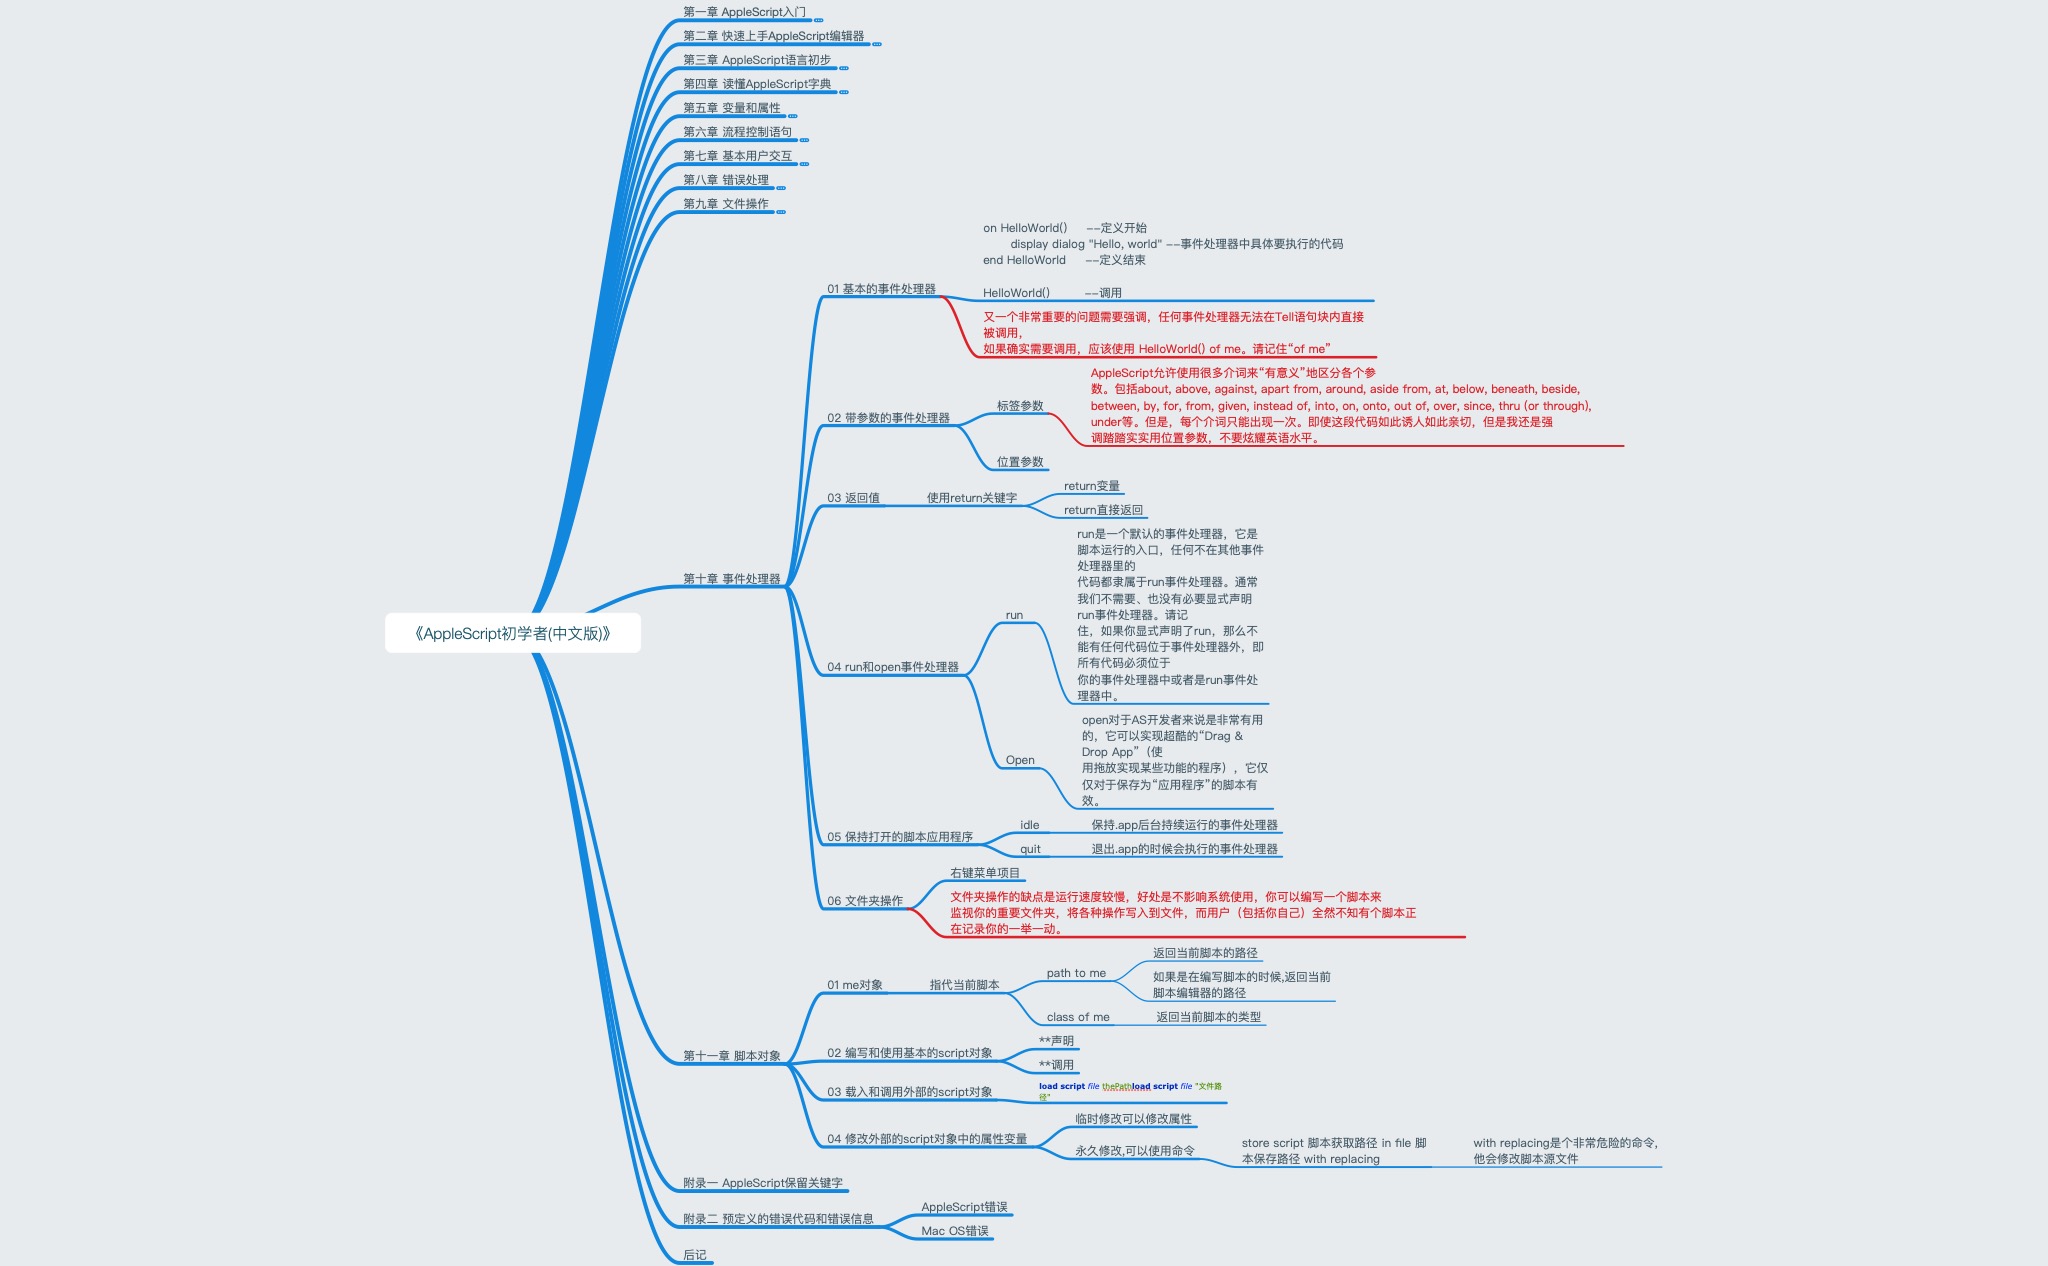 第一章 AppleScript入门
第二章 快速上手AppleScript编辑器
第三章 AppleScript语言初步
第四章 读懂AppleScript字典
第五章 变量和属性
第六章 流程控制语句
第七章 基本用户交互
第八章 错误处理
第九章 文件操作
《AppleScript初学者(中文版)》
第十章 事件处理器
01 基本的事件处理器
on HelloWorld() --定义开始
display dialog "Hello, world" --事件处理器中具体要执行的代码
end HelloWorld --定义结束
HelloWorld() --调用
又一个非常重要的问题需要强调，任何事件处理器无法在Tell语句块内直接
被调用，
如果确实需要调用，应该使用 HelloWorld() of me。请记住“of me”
02 带参数的事件处理器
标签参数
AppleScript允许使用很多介词来“有意义”地区分各个参
数。包括about, above, against, apart from, around, aside from, at, below, beneath, beside,
between, by, for, from, given, instead of, into, on, onto, out of, over, since, thru (or through),
under等。但是，每个介词只能出现一次。即使这段代码如此诱人如此亲切，但是我还是强
调踏踏实实用位置参数，不要炫耀英语水平。
位置参数
03 返回值
使用return关键字
return变量
return直接返回
04 run和open事件处理器
run
run是一个默认的事件处理器，它是
脚本运行的入口，任何不在其他事件
处理器里的
代码都隶属于run事件处理器。通常
我们不需要、也没有必要显式声明
run事件处理器。请记
住，如果你显式声明了run，那么不
能有任何代码位于事件处理器外，即
所有代码必须位于
你的事件处理器中或者是run事件处
理器中。
Open
open对于AS开发者来说是非常有用
的，它可以实现超酷的“Drag &
Drop App”（使
用拖放实现某些功能的程序），它仅
仅对于保存为“应用程序”的脚本有
效。
05 保持打开的脚本应用程序
idle
保持.app后台持续运行的事件处理器
quit
退出.app的时候会执行的事件处理器
06 文件夹操作
右键菜单项目
文件夹操作的缺点是运行速度较慢，好处是不影响系统使用，你可以编写一个脚本来
监视你的重要文件夹，将各种操作写入到文件，而用户（包括你自己）全然不知有个脚本正
在记录你的一举一动。
第十一章 脚本对象
01 me对象
指代当前脚本
path to me
返回当前脚本的路径
如果是在编写脚本的时候,返回当前
脚本编辑器的路径
class of me
返回当前脚本的类型
02 编写和使用基本的script对象
**声明
**调用
03 载入和调用外部的script对象
load script file thePathload script file "文件路
径"
04 修改外部的script对象中的属性变量
临时修改可以修改属性
永久修改,可以使用命令
store script 脚本获取路径 in file 脚
本保存路径 with replacing
with replacing是个非常危险的命令,
他会修改脚本源文件
附录一 AppleScript保留关键字
附录二 预定义的错误代码和错误信息
AppleScript错误
Mac OS错误
后记